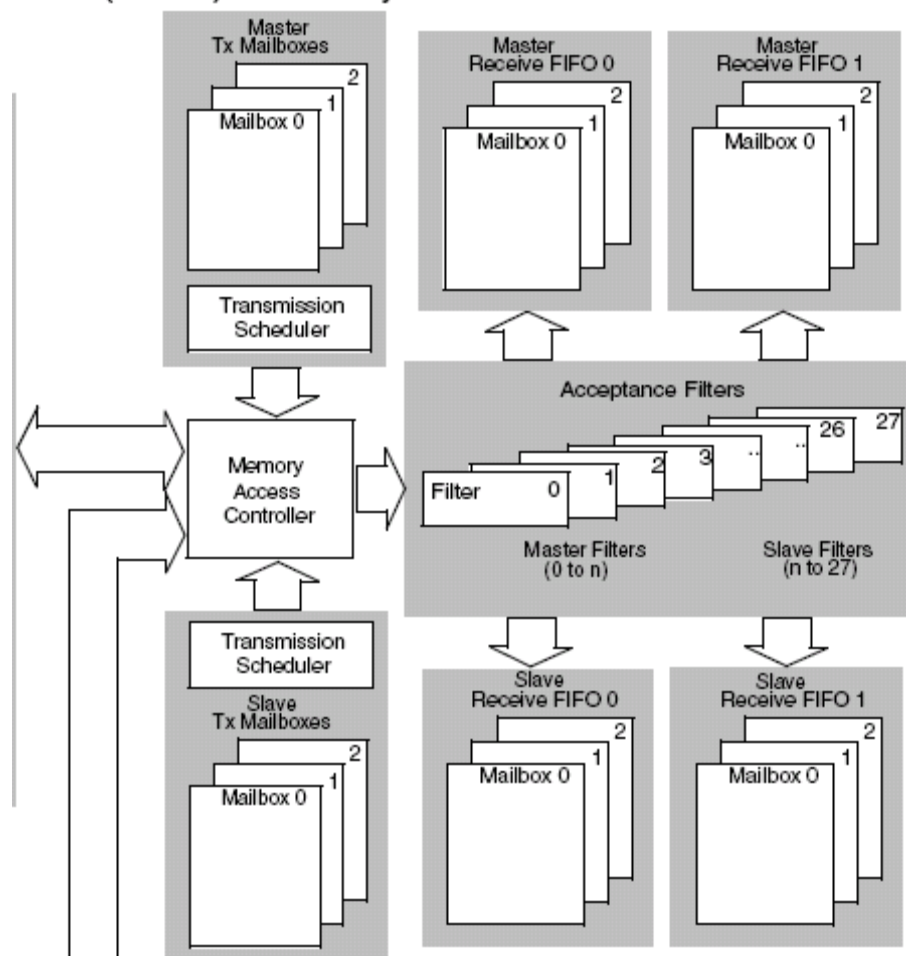 Master
Tx Mailboxes
2
1
Mailbox 0
Transmission
Scheduler
Master
Receive FIFO 0
2
1
Mailbox 0
Master
Receive FIFO 1
2
1
Mailbox 0
Memory
Access
Controller
Acceptance Filters
Filter 0 1 2 3 .. .. 26 27
Master Filters
(0 to n)
Slave Filters
(n to 27)
Transmission
Scheduler
Slave
Tx Mailboxes
2
1
Mailbox 0
Slave
Receive FIFO 0
2
1
Mailbox 0
Slave
Receive FIFO 1
2
1
Mailbox 0